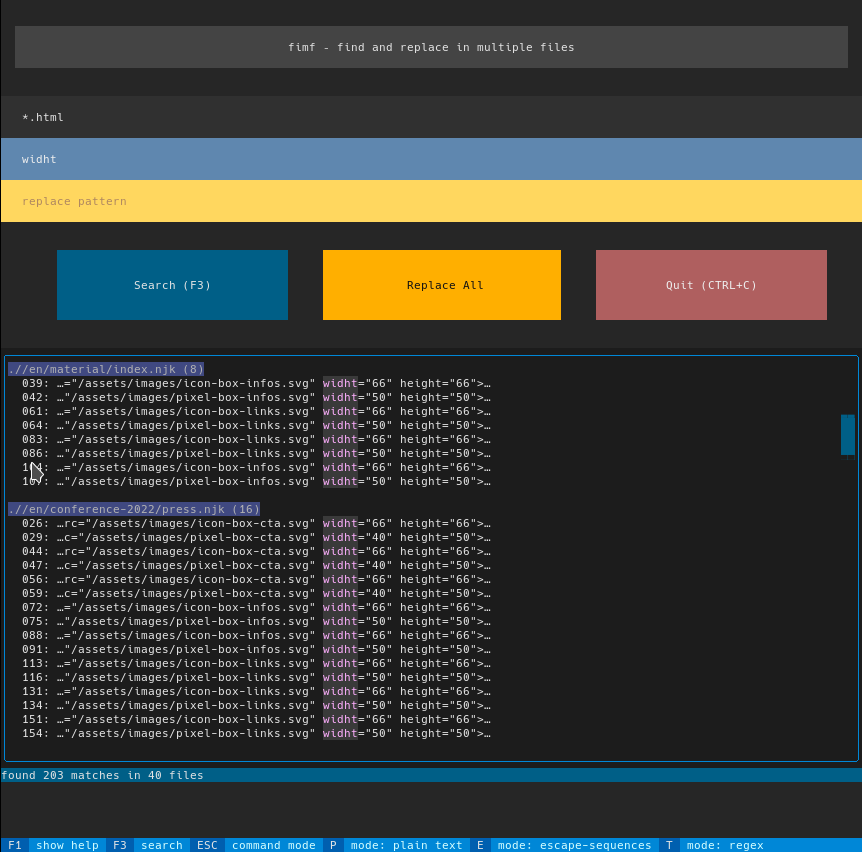 fimf - find and replace in multiple files
*.html
widht
replace pattern
Search (F3) Replace All Quit (CTRL+C)
.//en/material/index.njk (8)
039: …="/assets/images/icon-box-infos.svg" widht="66" height="66">…
042: …"/assets/images/pixel-box-infos.svg" widht="50" height="50">…
061: …="/assets/images/icon-box-links.svg" widht="66" height="66">…
064: …"/assets/images/pixel-box-links.svg" widht="50" height="50">…
083: …="/assets/images/icon-box-links.svg" widht="66" height="66">…
086: …"/assets/images/pixel-box-links.svg" widht="50" height="50">…
…="/assets/images/icon-box-links.svg" widht="66" height="66">…
…"/assets/images/pixel-box-links.svg" widht="50" height="50">…
.//en/conference-2022/press.njk (16)
026: …rc="/assets/images/icon-box-cta.svg" widht="66" height="66">…
029: …c="/assets/images/pixel-box-cta.svg" widht="40" height="50">…
044: …rc="/assets/images/icon-box-cta.svg" widht="66" height="66">…
047: …c="/assets/images/pixel-box-cta.svg" widht="40" height="50">…
056: …rc="/assets/images/icon-box-cta.svg" widht="66" height="66">…
059: …c="/assets/images/pixel-box-cta.svg" widht="40" height="50">…
072: …="/assets/images/icon-box-infos.svg" widht="66" height="66">…
075: …"/assets/images/pixel-box-infos.svg" widht="50" height="50">…
088: …="/assets/images/icon-box-infos.svg" widht="66" height="66">…
091: …"/assets/images/pixel-box-infos.svg" widht="50" height="50">…
113: …="/assets/images/icon-box-links.svg" widht="66" height="66">…
116: …"/assets/images/pixel-box-links.svg" widht="50" height="50">…
131: …="/assets/images/icon-box-links.svg" widht="66" height="66">…
134: …"/assets/images/pixel-box-links.svg" widht="50" height="50">…
151: …="/assets/images/icon-box-links.svg" widht="66" height="66">…
154: …"/assets/images/pixel-box-links.svg" widht="50" height="50">…
found 203 matches in 40 files
F1 show help F3 search ESC command mode P mode: plain text E mode: escape-sequences T mode: regex